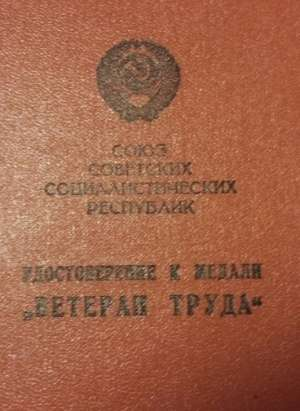 СОЮЗ
СОВЕТСКИХ
СОЦИАЛИСТИЧЕСКИХ
РЕСПУБЛИК
УДОСТОВЕРЕНИЕ К МЕДАЛИ
„ВЕТЕРАН ТРУДА“